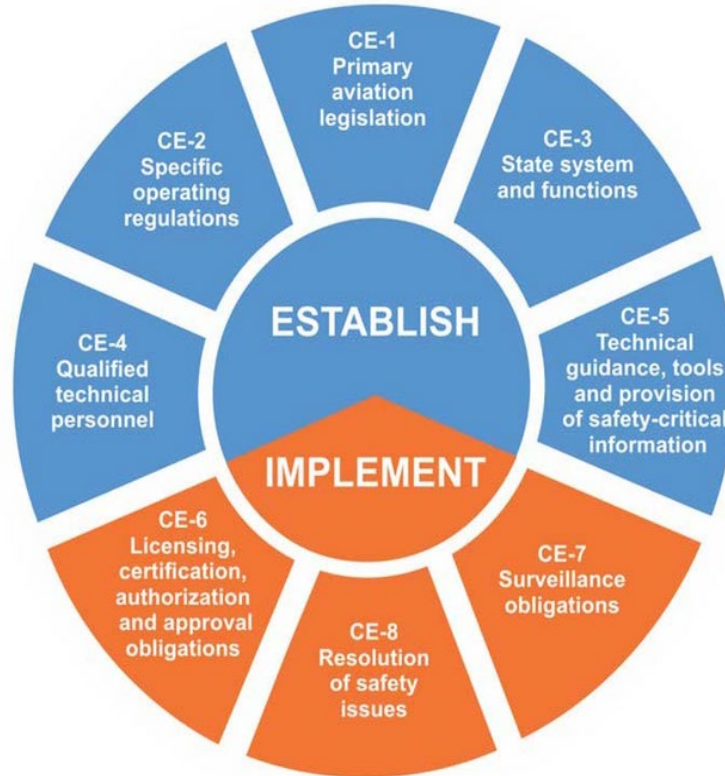 CE-1
Primary
aviation
legislation
CE-2
Specific
operating
regulations
CE-3
State system
and functions
ESTABLISH
CE-4
Qualified
technical
personnel
CE-5
Technical
guidance, tools
and provision
of safety-critical
information
IMPLEMENT
CE-6
Licensing,
certification,
authorization
and approval
obligations
CE-7
Surveillance
obligations
CE-8
Resolution
of safety
issues